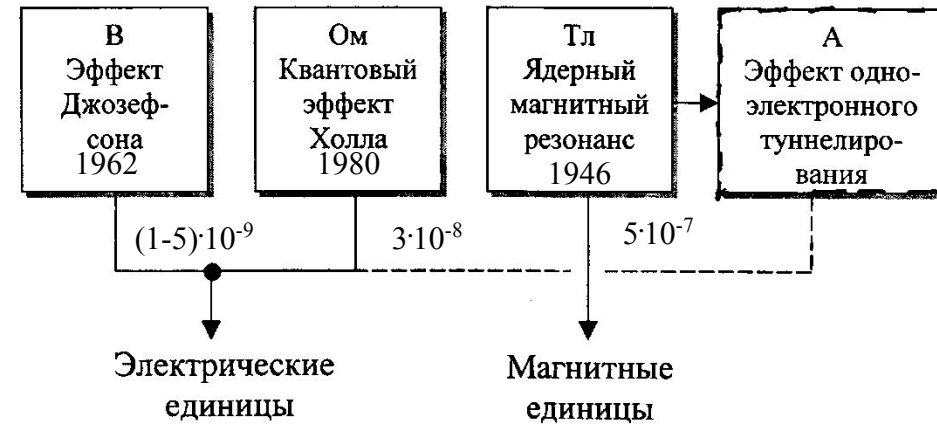 В
Эффект
Джозеф-
сона
1962
Ом
Квантовый
эффект
Холла
1980
Тл
Ядерный
магнитный
резонанс
1946
А
Эффект одно-
электронного
туннелиро-
вания
(1-5)·10⁻⁹
3·10⁻⁸
5·10⁻⁷
Электрические
единицы
Магнитные
единицы